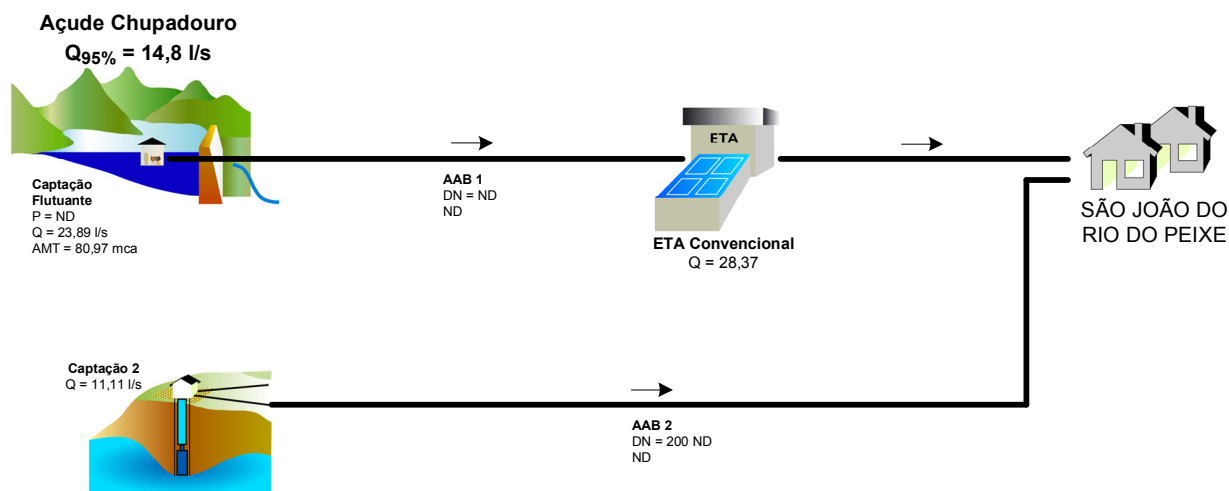 Açude Chupadouro
Q95% = 14,8 l/s
Captação
Flutuante
P = ND
Q = 23,89 l/s
AMT = 80,97 mca
AAB 1
DN = ND
ND
ETA
ETA Convencional
Q = 28,37
SÃO JOÃO DO
RIO DO PEIXE
Captação 2
Q = 11,11 l/s
AAB 2
DN = 200 ND
ND